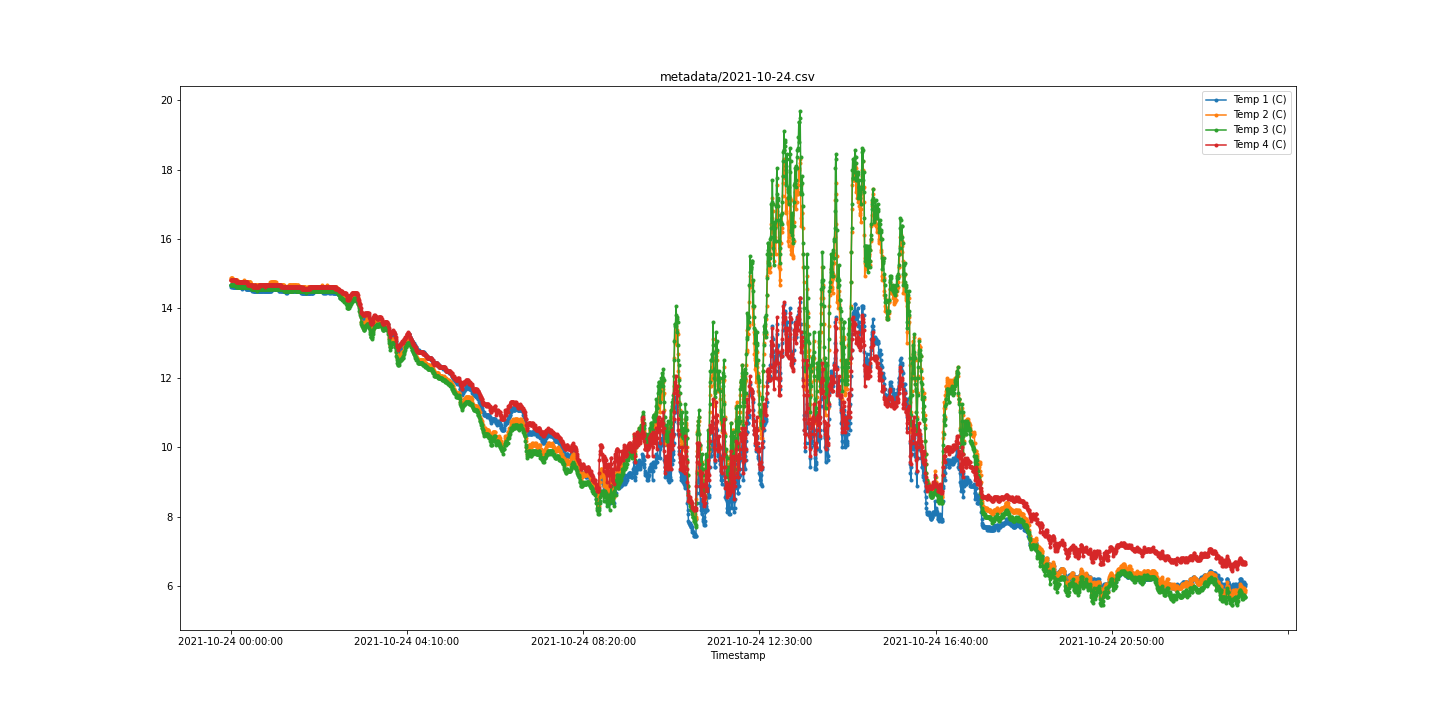 metadata/2021-10-24.csv
20
18
16
14
12
10
8
6
Temp 1 (C)
Temp 2 (C)
Temp 3 (C)
Temp 4 (C)
2021-10-24 00:00:00
2021-10-24 04:10:00
2021-10-24 08:20:00
2021-10-24 12:30:00
2021-10-24 16:40:00
2021-10-24 20:50:00
Timestamp